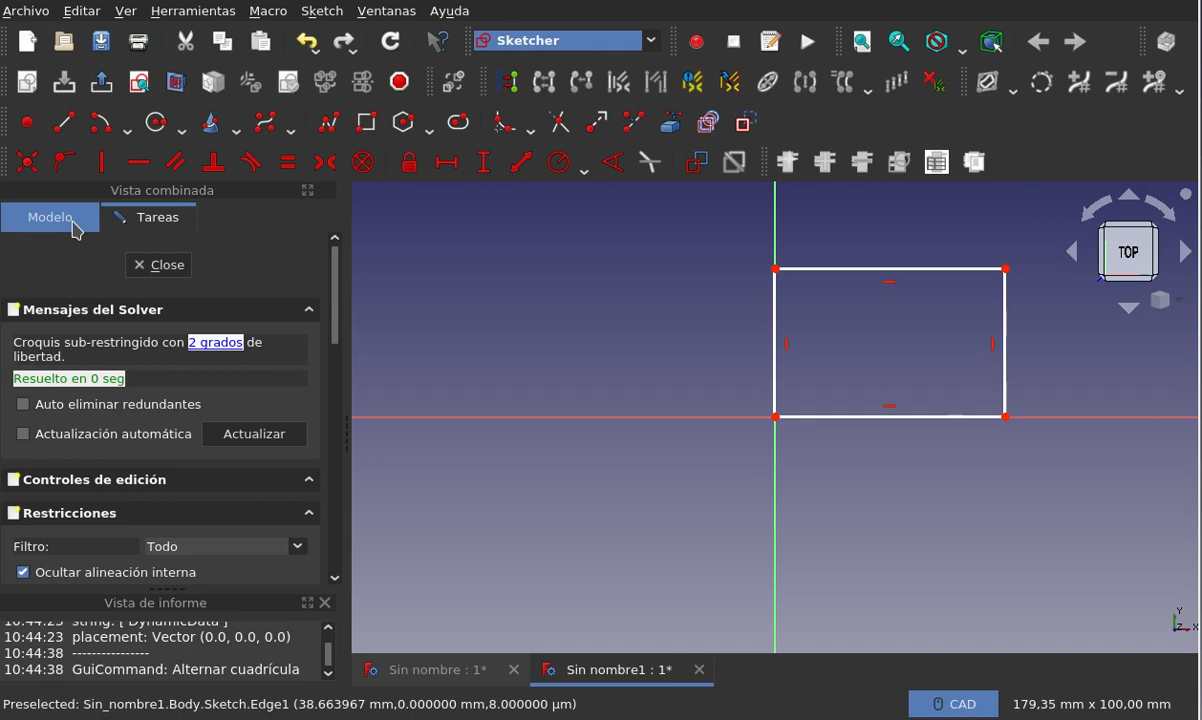 Archivo Editar Ver Herramientas Macro Sketch Ventanas Ayuda
Sketcher
Vista combinada
Modelo Tareas
Close
Mensajes del Solver
Croquis sub-restringido con 2 grados de
libertad.
Resuelto en 0 seg
Auto eliminar redundantes
Actualización automática Actualizar
Controles de edición
Restricciones
Filtro: Todo
Ocultar alineación interna
Vista de informe
10:44:23 string: [ DynamicData ]
10:44:23 placement: Vector (0.0, 0.0, 0.0)
10:44:38 ----------------
10:44:38 GuiCommand: Alternar cuadrícula
TOP
Y
Z X
Sin nombre : 1* Sin nombre1 : 1*
Preselected: Sin_nombre1.Body.Sketch.Edge1 (38.663967 mm,0.000000 mm,8.000000 µm) CAD 179,35 mm x 100,00 mm